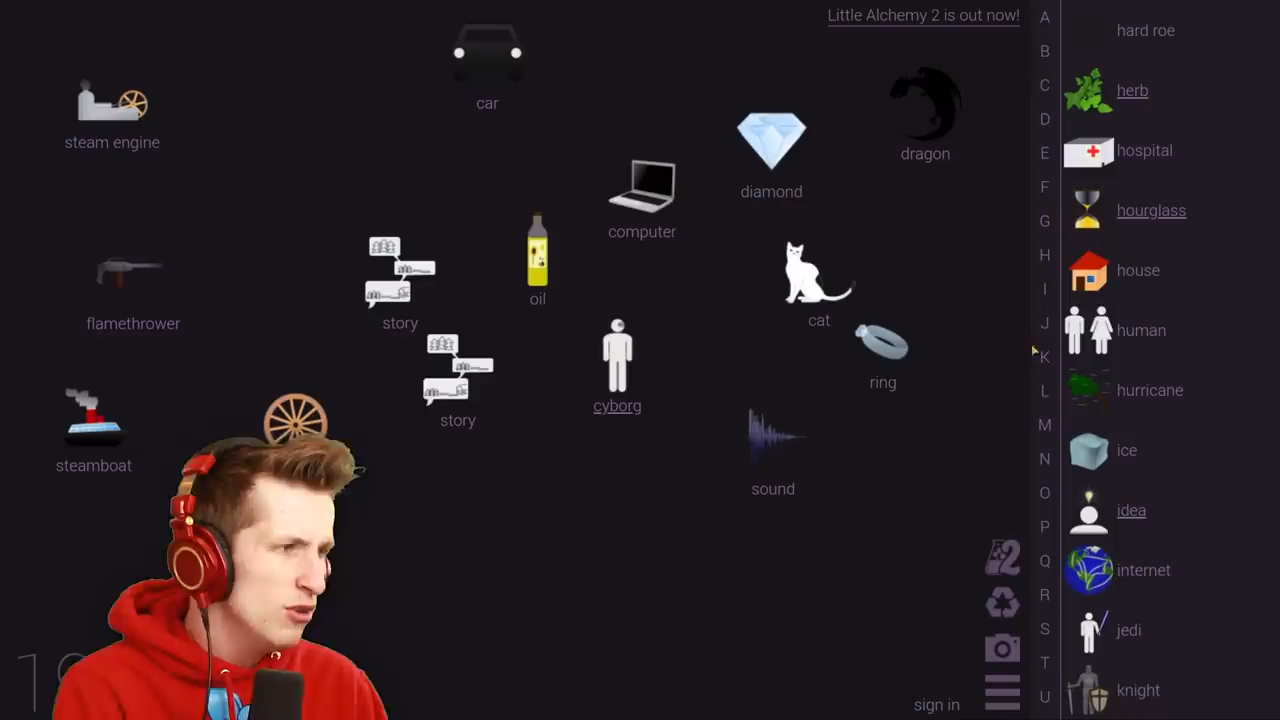 Little Alchemy 2 is out now!
car
steam engine
dragon
diamond
computer
oil
flamethrower
story
cat
ring
story
cyborg
steamboat
sound
2
sign in
A
B
C
D
E
F
G
H
I
J
K
L
M
N
O
P
Q
R
S
T
U
hard roe
herb
hospital
hourglass
house
human
hurricane
ice
idea
internet
jedi
knight